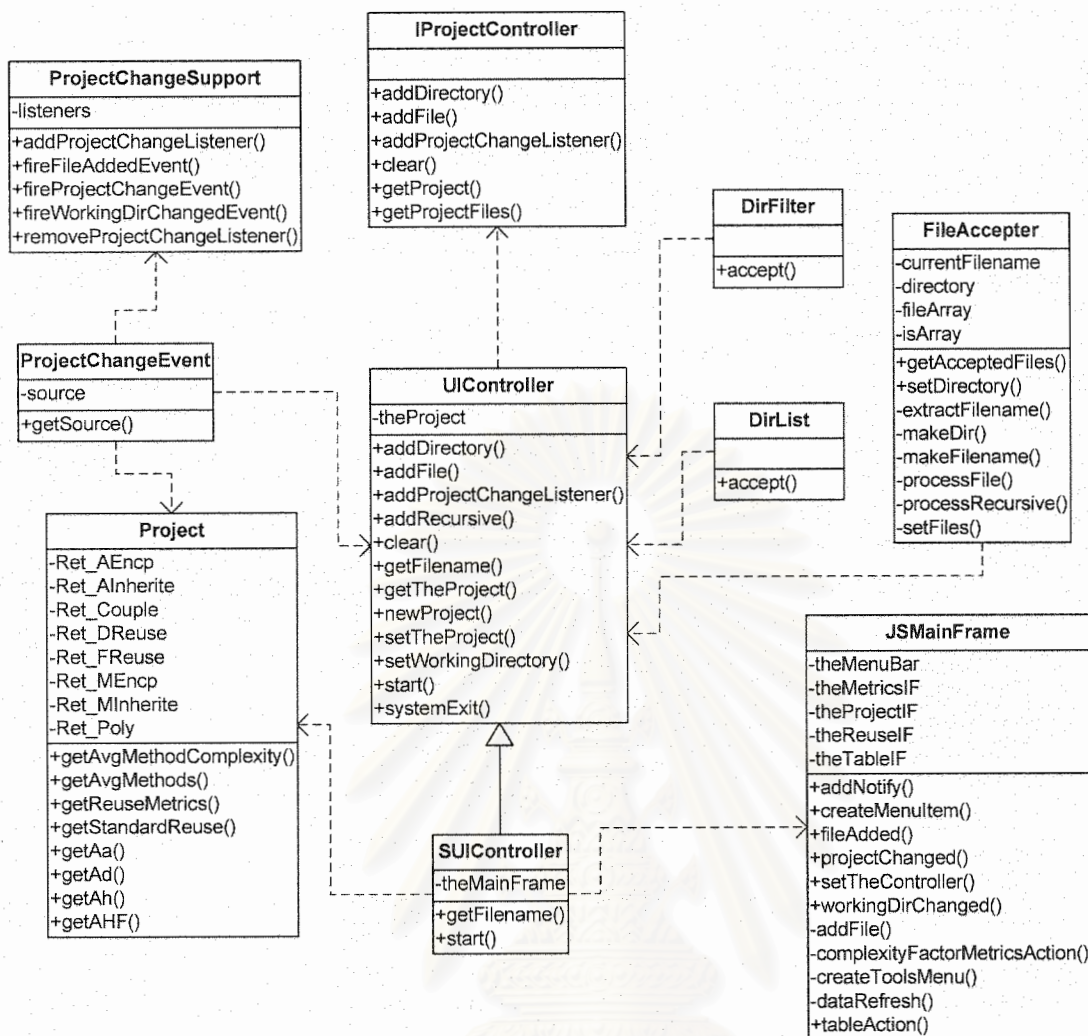 IProjectController
+addDirectory()
+addFile()
+addProjectChangeListener()
+clear()
+getProject()
+getProjectFiles()
ProjectChangeSupport
-listeners
+addProjectChangeListener()
+fireFileAddedEvent()
+fireProjectChangeEvent()
+fireWorkingDirChangedEvent()
+removeProjectChangeListener()
DirFilter
+accept()
FileAccepter
-currentFilename
-directory
-fileArray
-isArray
+getAcceptedFiles()
+setDirectory()
-extractFilename()
-makeDir()
-makeFilename()
-processFile()
-processRecursive()
-setFiles()
ProjectChangeEvent
-source
+getSource()
UIController
-theProject
+addDirectory()
+addFile()
+addProjectChangeListener()
+addRecursive()
+clear()
+getFilename()
+getTheProject()
+newProject()
+setTheProject()
+setWorkingDirectory()
+start()
+systemExit()
DirList
+accept()
Project
-Ret_AEncp
-Ret_AInherite
-Ret_Couple
-Ret_DReuse
-Ret_FReuse
-Ret_MEncp
-Ret_MInherite
-Ret_Poly
+getAvgMethodComplexity()
+getAvgMethods()
+getReuseMetrics()
+getStandardReuse()
+getAa()
+getAd()
+getAh()
+getAHF()
JSMainFrame
-theMenuBar
-theMetricsIF
-theProjectIF
-theReuseIF
-theTableIF
+addNotify()
+createMenuItem()
+fileAdded()
+projectChanged()
+setTheController()
+workingDirChanged()
-addFile()
-complexityFactorMetricsAction()
-createToolsMenu()
-dataRefresh()
+tableAction()
SUIController
-theMainFrame
+getFilename()
+start()